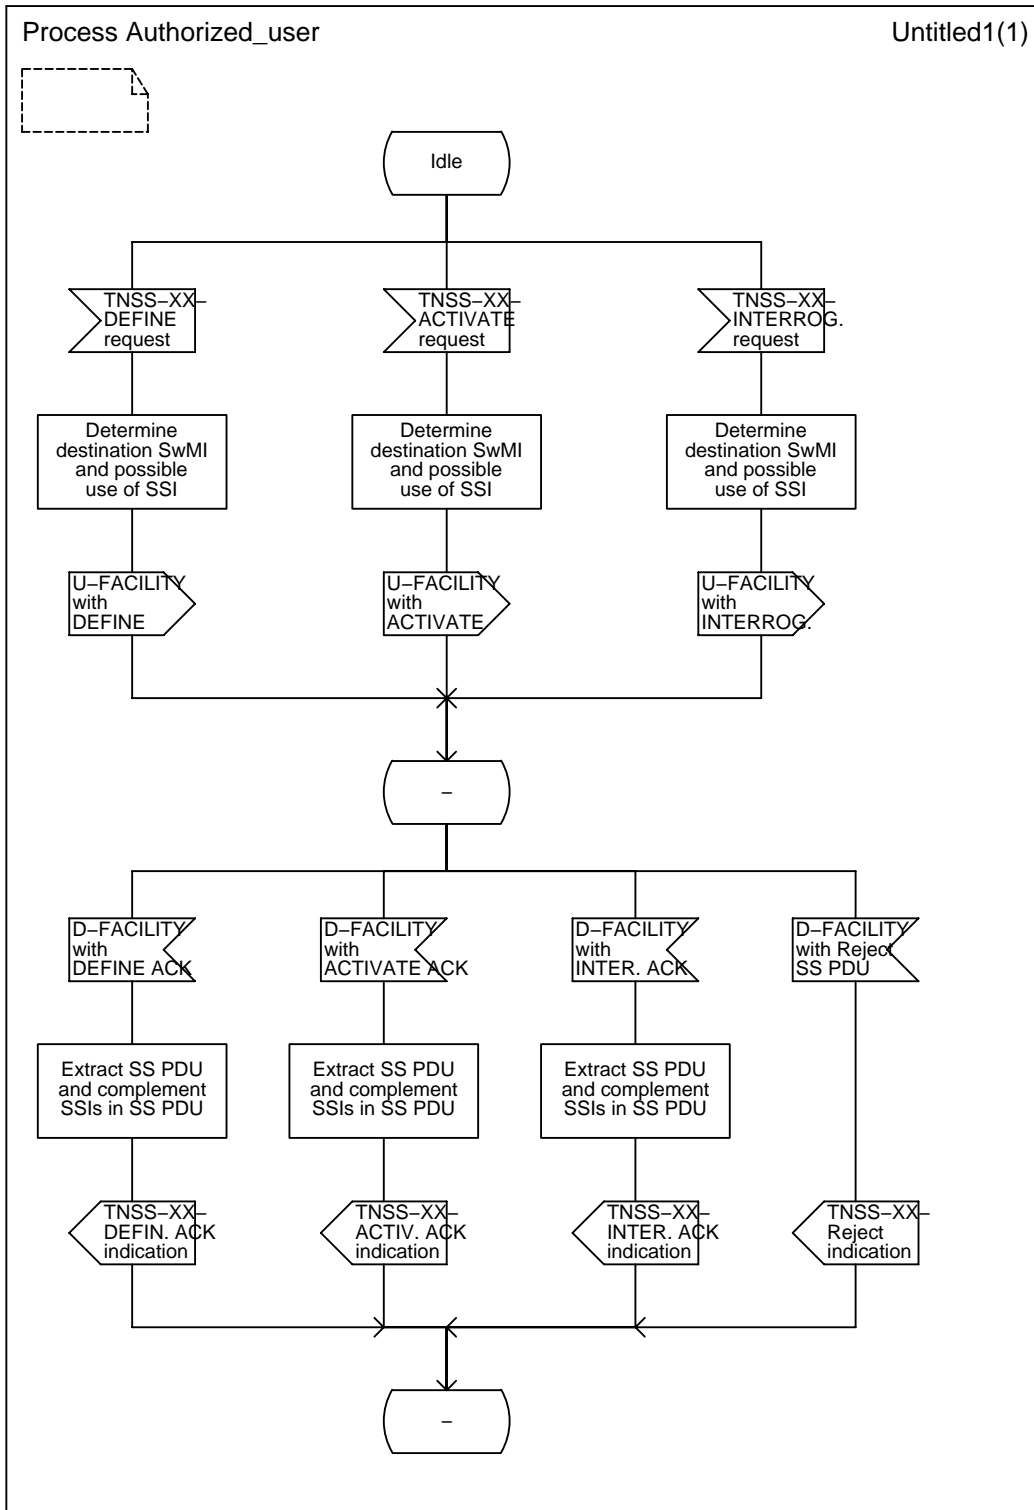 Process Authorized_user
Untitled1(1)
Idle
TNSS–XX–
DEFINE
request
TNSS–XX–
ACTIVATE
request
TNSS–XX–
INTERROG.
request
Determine
destination SwMI
and possible
use of SSI
Determine
destination SwMI
and possible
use of SSI
Determine
destination SwMI
and possible
use of SSI
U–FACILITY
with
DEFINE
U–FACILITY
with
ACTIVATE
U–FACILITY
with
INTERROG.
–
D–FACILITY
with
DEFINE ACK
D–FACILITY
with
ACTIVATE ACK
D–FACILITY
with
INTER. ACK
D–FACILITY
with Reject
SS PDU
Extract SS PDU
and complement
SSIs in SS PDU
Extract SS PDU
and complement
SSIs in SS PDU
Extract SS PDU
and complement
SSIs in SS PDU
TNSS–XX–
DEFIN. ACK
indication
TNSS–XX–
ACTIV. ACK
indication
TNSS–XX–
INTER. ACK
indication
TNSS–XX–
Reject
indication
–